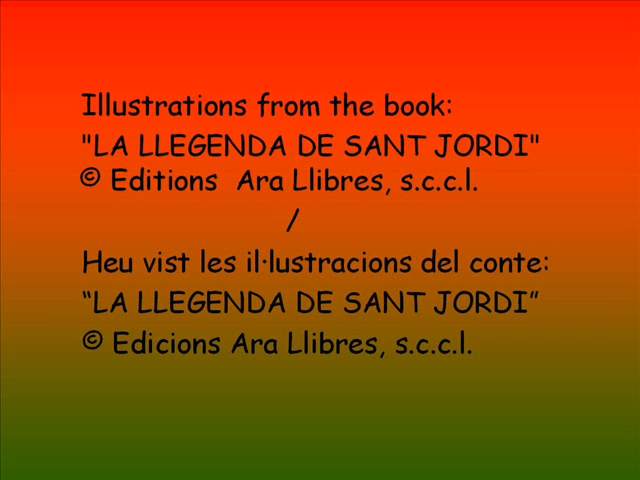 Illustrations from the book:
"LA LLEGENDA DE SANT JORDI"
© Editions  Ara Llibres, s.c.c.l.
/
Heu vist les il·lustracions del conte:
“LA LLEGENDA DE SANT JORDI”
© Edicions Ara Llibres, s.c.c.l.